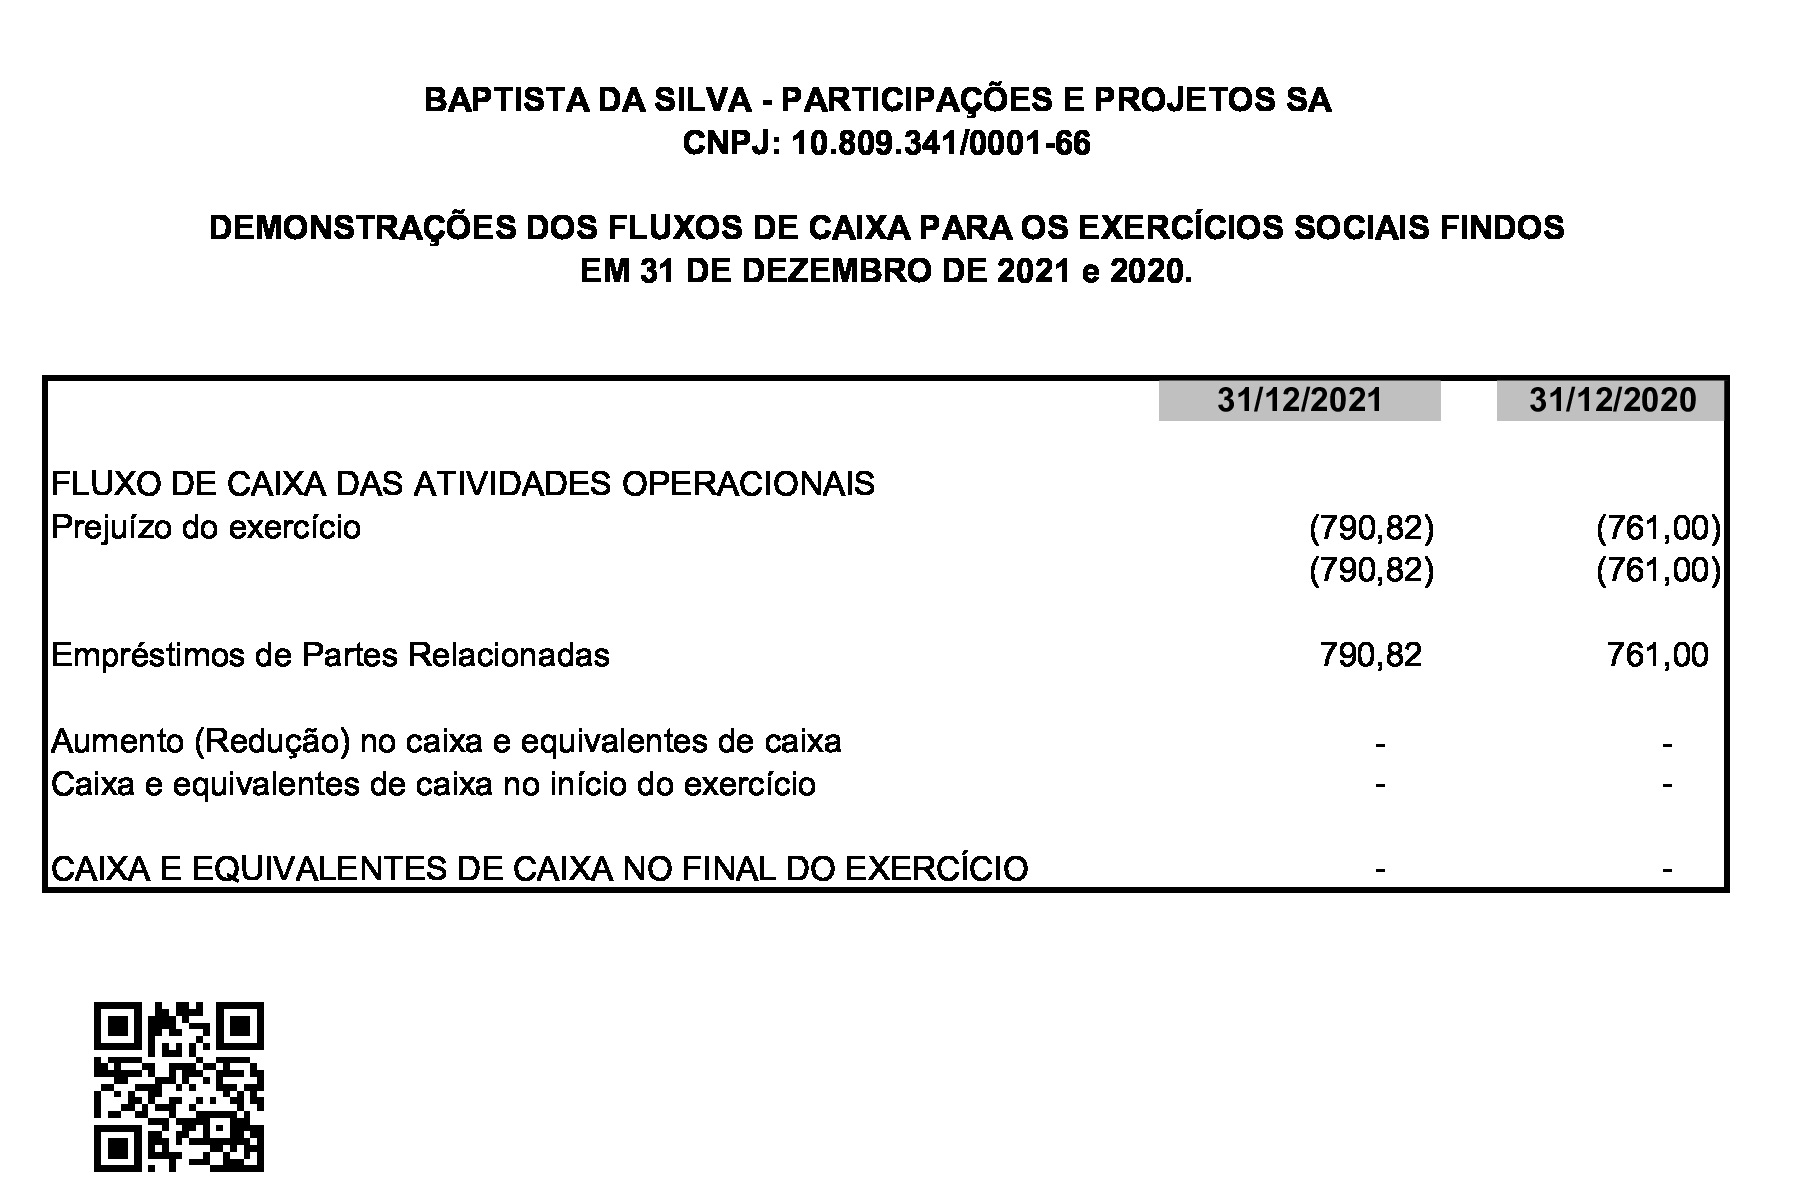 BAPTISTA DA SILVA - PARTICIPAÇÕES E PROJETOS SA
CNPJ: 10.809.341/0001-66
DEMONSTRAÇÕES DOS FLUXOS DE CAIXA PARA OS EXERCÍCIOS SOCIAIS FINDOS
EM 31 DE DEZEMBRO DE 2021 e 2020.
31/12/2021 31/12/2020
FLUXO DE CAIXA DAS ATIVIDADES OPERACIONAIS
Prejuízo do exercício (790,82) (761,00)
(790,82) (761,00)
Empréstimos de Partes Relacionadas 790,82 761,00
Aumento (Redução) no caixa e equivalentes de caixa - -
Caixa e equivalentes de caixa no início do exercício - -
CAIXA E EQUIVALENTES DE CAIXA NO FINAL DO EXERCÍCIO - -